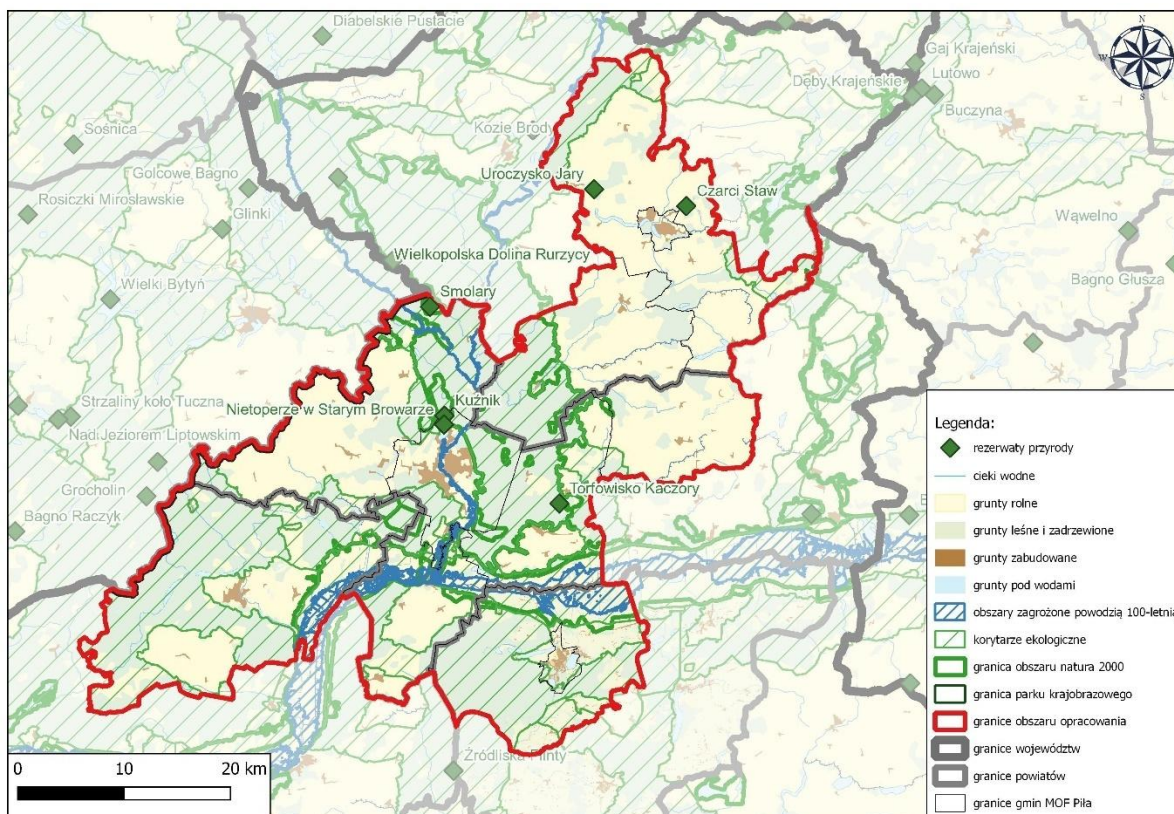 Diabelskie Pustacie
N
W
E
S
Gaj Krajeński
Dęby Krajeńskie
Lutowo
Buczyna
Sośnica
Kozie Brody
Golcowe Bagno
Uroczysko Jary
Czarci Staw
Rosiczki Mirosławskie
Glinki
Wąwelno
Wielkopolska Dolina Rurzycy
Bagno Głusza
Wielki Bytyń
Smolary
Strzaliny koło Tuczna
Nietoperze w Starym Browarze
Kuźnik
Nad Jeziorem Liptowskim
Grocholin
Torfowisko Kaczory
Bagno Raczyk
Źródliska Flinty
0 10 20 km
Legenda:
rezerwaty przyrody
cieki wodne
grunty rolne
grunty leśne i zadrzewione
grunty zabudowane
grunty pod wodami
obszary zagrożone powodzią 100-letnią
korytarze ekologiczne
granica obszaru natura 2000
granica parku krajobrazowego
granice obszaru opracowania
granice województw
granice powiatów
granice gmin MOF Piła